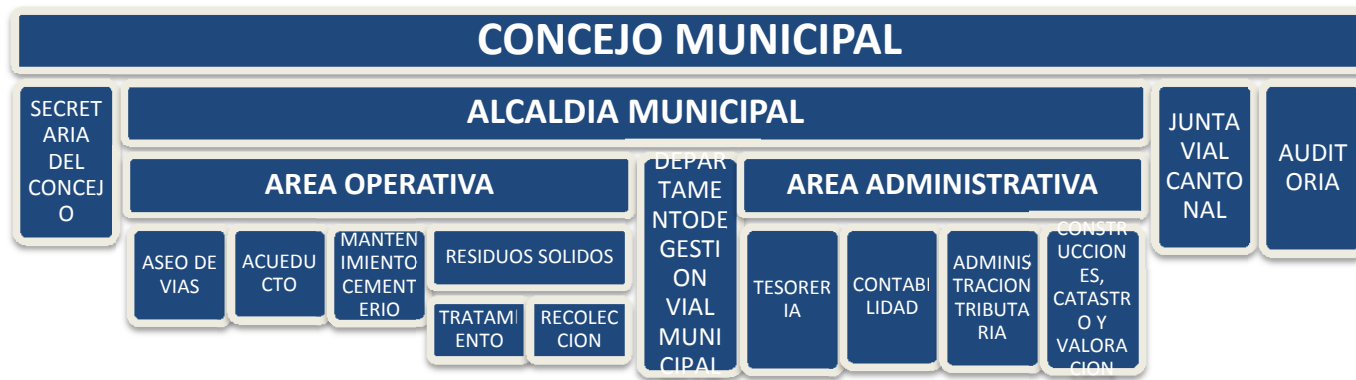 CONCEJO MUNICIPAL
SECRET
ARIA
DEL
CONCEJ
O
ALCALDIA MUNICIPAL
AREA OPERATIVA
ASEO DE
VIAS
ACUEDU
CTO
MANTEN
IMIENTO
CEMENT
ERIO
RESIDUOS SOLIDOS
TRATAMI
ENTO
RECOLEC
CION
DEPAR
TAME
NTODE
GESTI
ON
VIAL
MUNI
CIPAL
AREA ADMINISTRATIVA
TESORER
IA
CONTABI
LIDAD
ADMINIS
TRACION
TRIBUTA
RIA
CONSTR
UCCION
ES,
CATASTR
O Y
VALORA
CION
JUNTA
VIAL
CANTO
NAL
AUDIT
ORIA